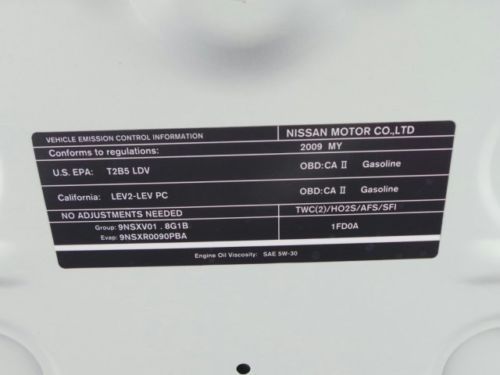 VEHICLE EMISSION CONTROL INFORMATION NISSAN MOTOR CO.,LTD
Conforms to regulations: 2009 MY
U.S. EPA: T2B5 LDV OBD:CA II Gasoline
California: LEV2-LEV PC OBD:CA II Gasoline
NO ADJUSTMENTS NEEDED TWC(2)/HO2S/AFS/SFI
Group: 9NSXV01.8G1B 1FD0A
Evap: 9NSXR0090PBA
Engine Oil Viscosity: SAE 5W-30